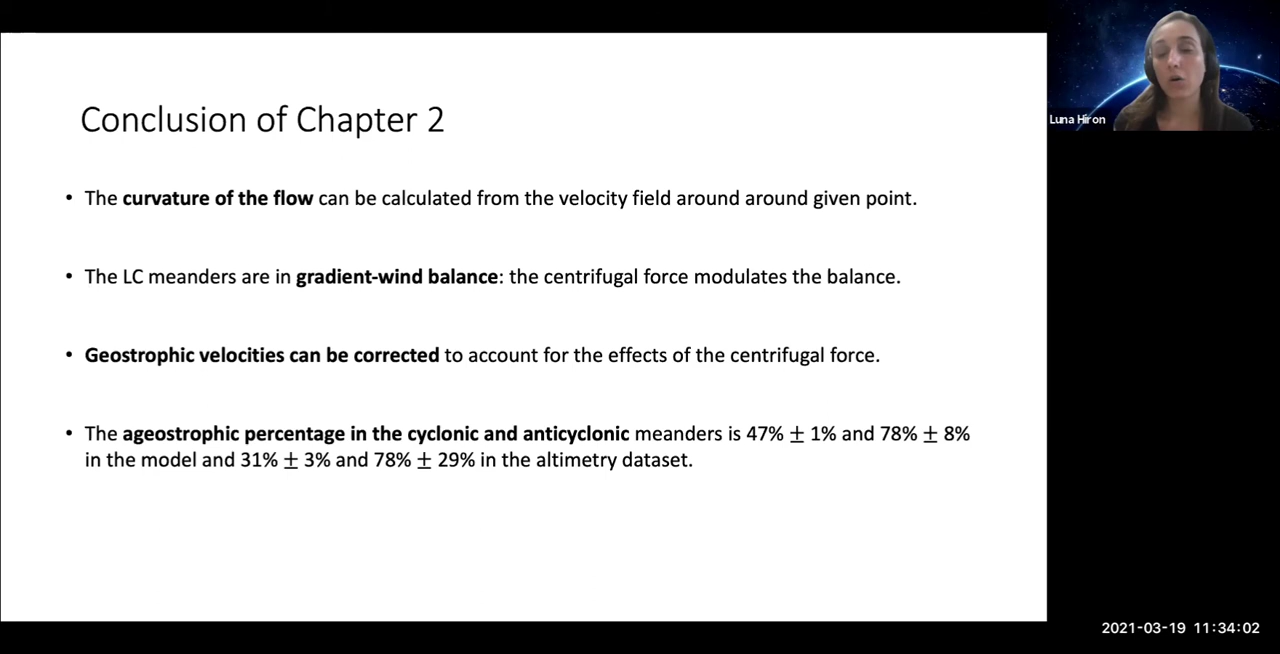 Conclusion of Chapter 2
• The curvature of the flow can be calculated from the velocity field around around given point.
• The LC meanders are in gradient-wind balance: the centrifugal force modulates the balance.
• Geostrophic velocities can be corrected to account for the effects of the centrifugal force.
• The ageostrophic percentage in the cyclonic and anticyclonic meanders is 47% ± 1% and 78% ± 8%
in the model and 31% ± 3% and 78% ± 29% in the altimetry dataset.
Luna Hiron
2021-03-19 11:34:02